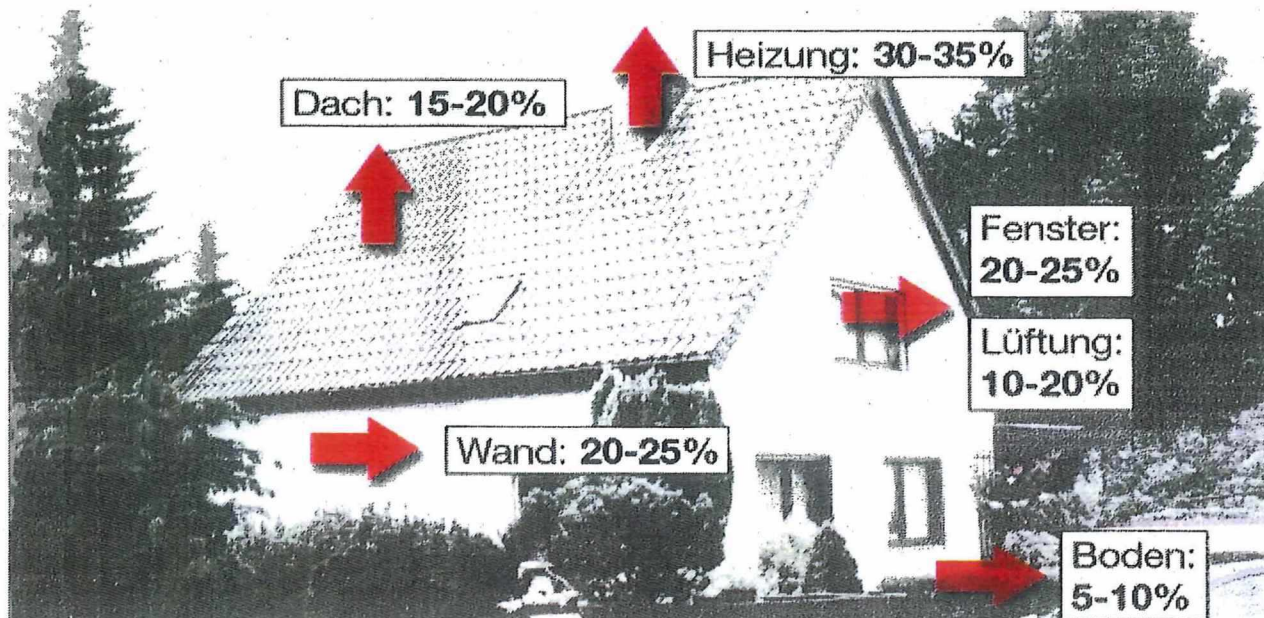 Heizung: 30-35%
Dach: 15-20%
Fenster:
20-25%
Lüftung:
10-20%
Wand: 20-25%
Boden:
5-10%